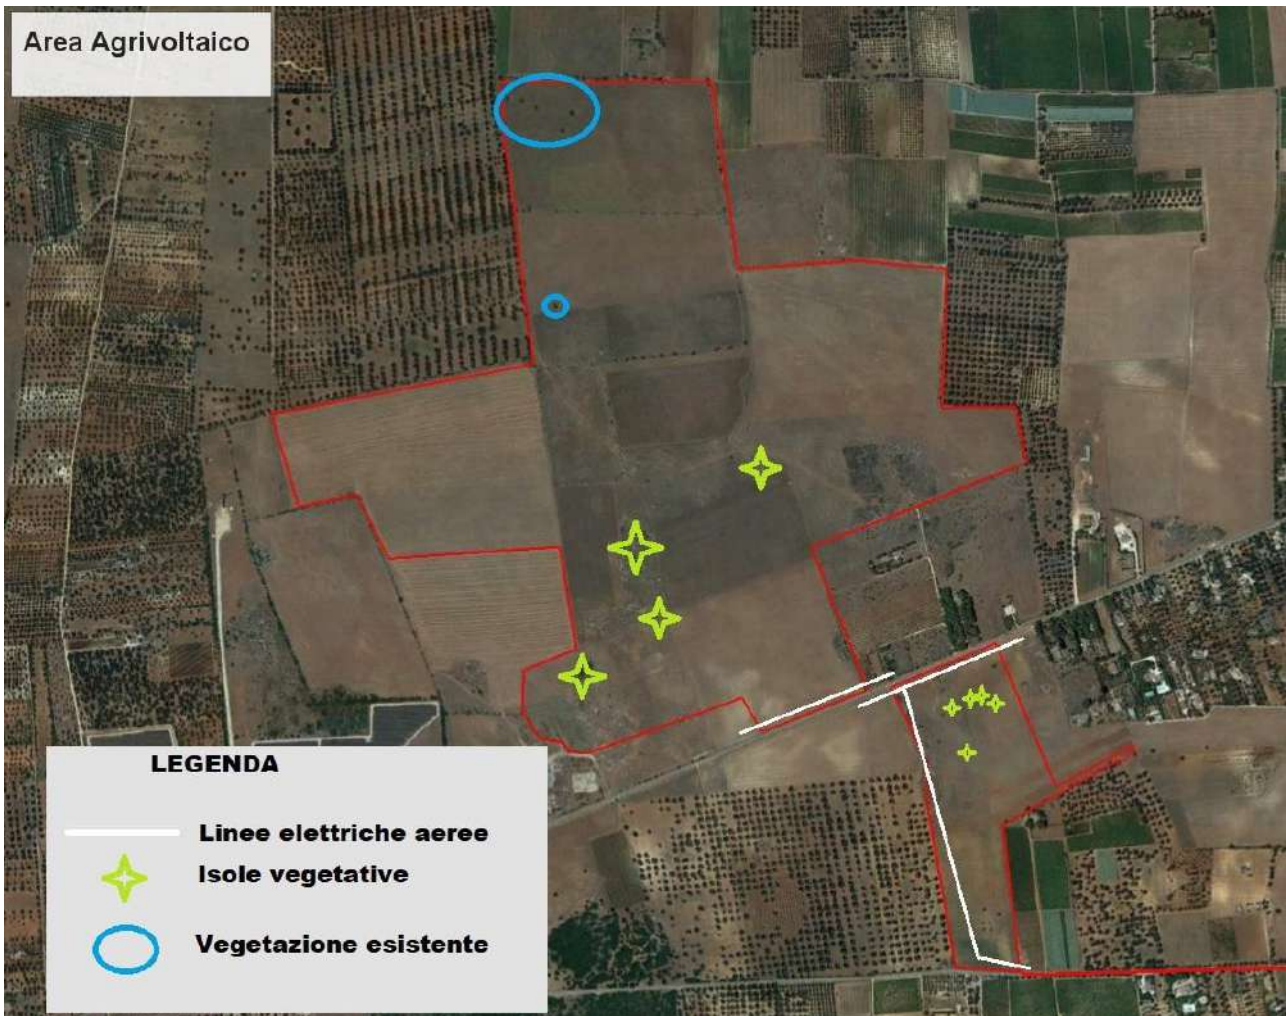 Area Agrivoltaico
LEGENDA
Linee elettriche aeree
Isole vegetative
Vegetazione esistente